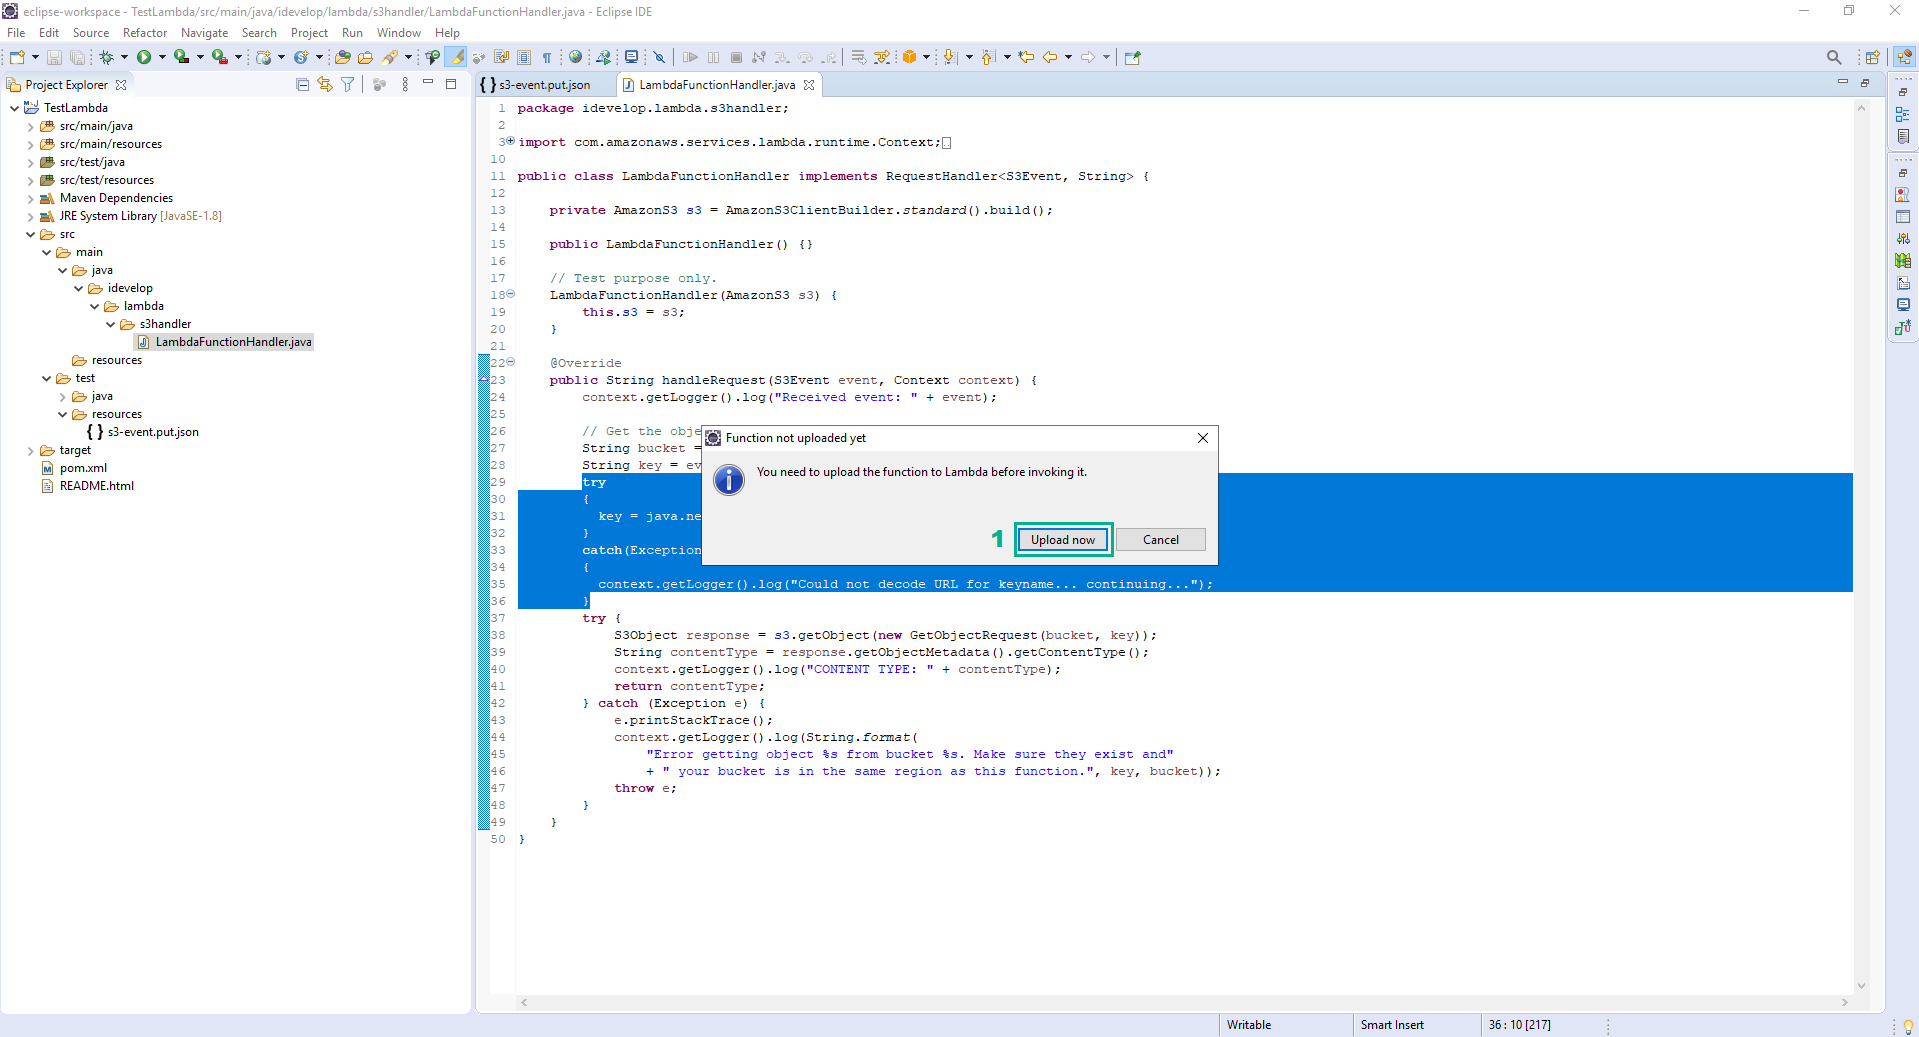 eclipse-workspace - TestLambda/src/main/java/idevelop/lambda/s3handler/LambdaFunctionHandler.java - Eclipse IDE
File Edit Source Refactor Navigate Search Project Run Window Help
Project Explorer
TestLambda
src/main/java
src/main/resources
src/test/java
src/test/resources
Maven Dependencies
JRE System Library [JavaSE-1.8]
src
main
java
idevelop
lambda
s3handler
LambdaFunctionHandler.java
resources
test
java
resources
s3-event.put.json
target
pom.xml
README.html
s3-event.put.json LambdaFunctionHandler.java
1 package idevelop.lambda.s3handler;
2
3 import com.amazonaws.services.lambda.runtime.Context;
10
11 public class LambdaFunctionHandler implements RequestHandler<S3Event, String> {
12
13 private AmazonS3 s3 = AmazonS3ClientBuilder.standard().build();
14
15 public LambdaFunctionHandler() {}
16
17 // Test purpose only.
18 LambdaFunctionHandler(AmazonS3 s3) {
19 this.s3 = s3;
20 }
21
22 @Override
23 public String handleRequest(S3Event event, Context context) {
24 context.getLogger().log("Received event: " + event);
25
26 // Get the obje
27 String bucket =
28 String key = ev
29 try
30 {
31 key = java.ne
32 }
33 catch(Exception
34 {
35 context.getLogger().log("Could not decode URL for keyname... continuing...");
36 }
37 try {
38 S3Object response = s3.getObject(new GetObjectRequest(bucket, key));
39 String contentType = response.getObjectMetadata().getContentType();
40 context.getLogger().log("CONTENT TYPE: " + contentType);
41 return contentType;
42 } catch (Exception e) {
43 e.printStackTrace();
44 context.getLogger().log(String.format(
45 "Error getting object %s from bucket %s. Make sure they exist and"
46 + " your bucket is in the same region as this function.", key, bucket));
47 throw e;
48 }
49 }
50 }
Function not uploaded yet
You need to upload the function to Lambda before invoking it.
1 Upload now Cancel
Writable Smart Insert 36 : 10 [217]